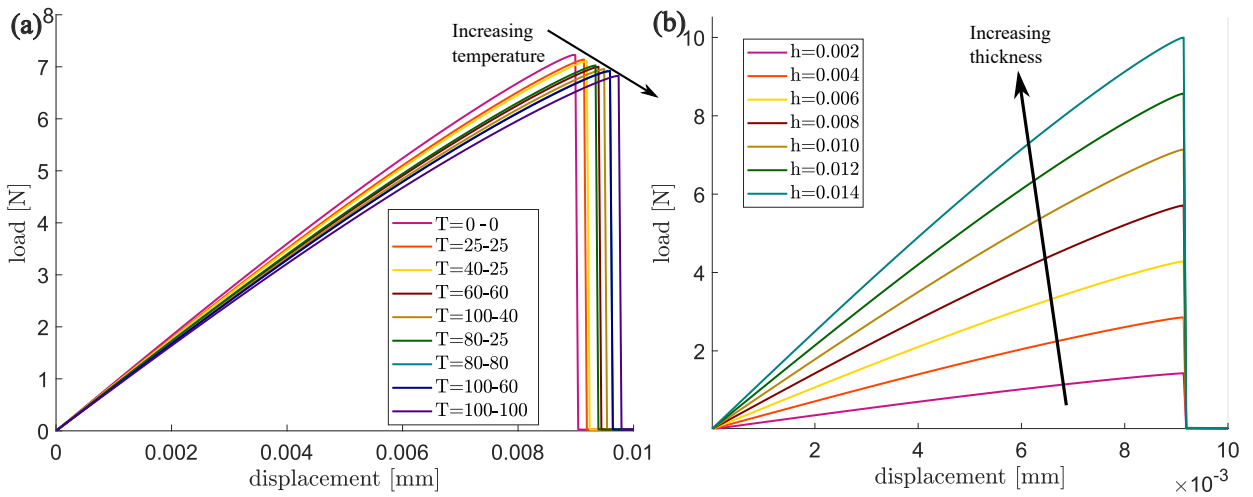 (a)
Increasing
temperature
load [N]
8
7
6
5
4
3
2
1
0
T=0 - 0
T=25-25
T=40-25
T=60-60
T=100-40
T=80-25
T=80-80
T=100-60
T=100-100
0
0.002
0.004
0.006
0.008
0.01
displacement [mm]
(b)
Increasing
thickness
load [N]
10
8
6
4
2
h=0.002
h=0.004
h=0.006
h=0.008
h=0.010
h=0.012
h=0.014
2
4
6
8
10
displacement [mm]
×10⁻³